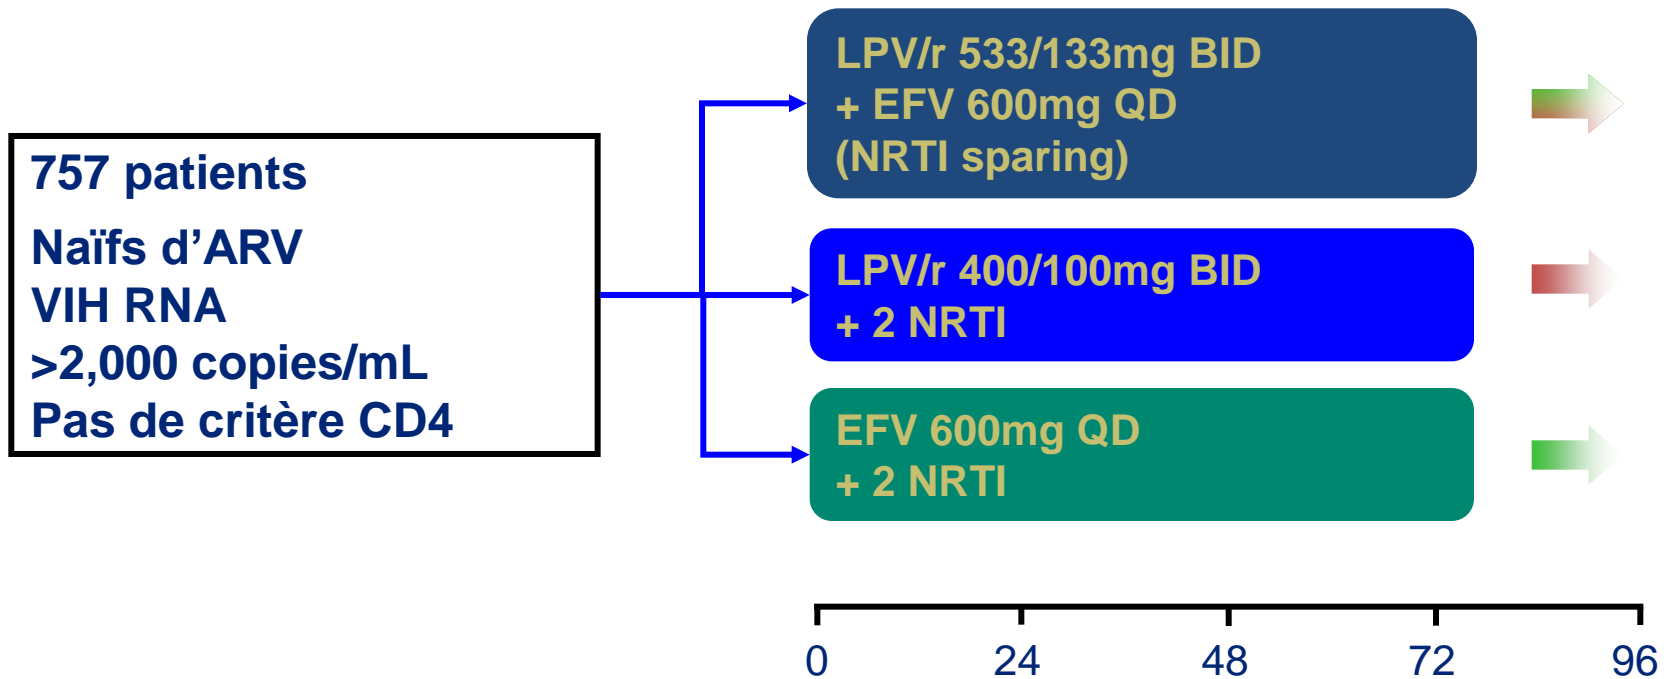 757 patients
Naïfs d'ARV
VIH RNA
>2,000 copies/mL
Pas de critère CD4
LPV/r 533/133mg BID
+ EFV 600mg QD
(NRTI sparing)
LPV/r 400/100mg BID
+ 2 NRTI
EFV 600mg QD
+ 2 NRTI
0 24 48 72 96